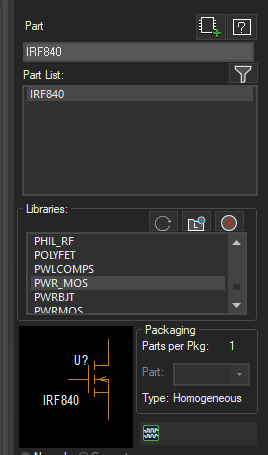 Part
IRF840
Part List:
IRF840
Libraries:
PHIL_RF
POLYFET
PWLCOMPS
PWR_MOS
PWRBJT
PWRMOS
Packaging
Parts per Pkg: 1
Part:
Type: Homogeneous
U?
IRF840